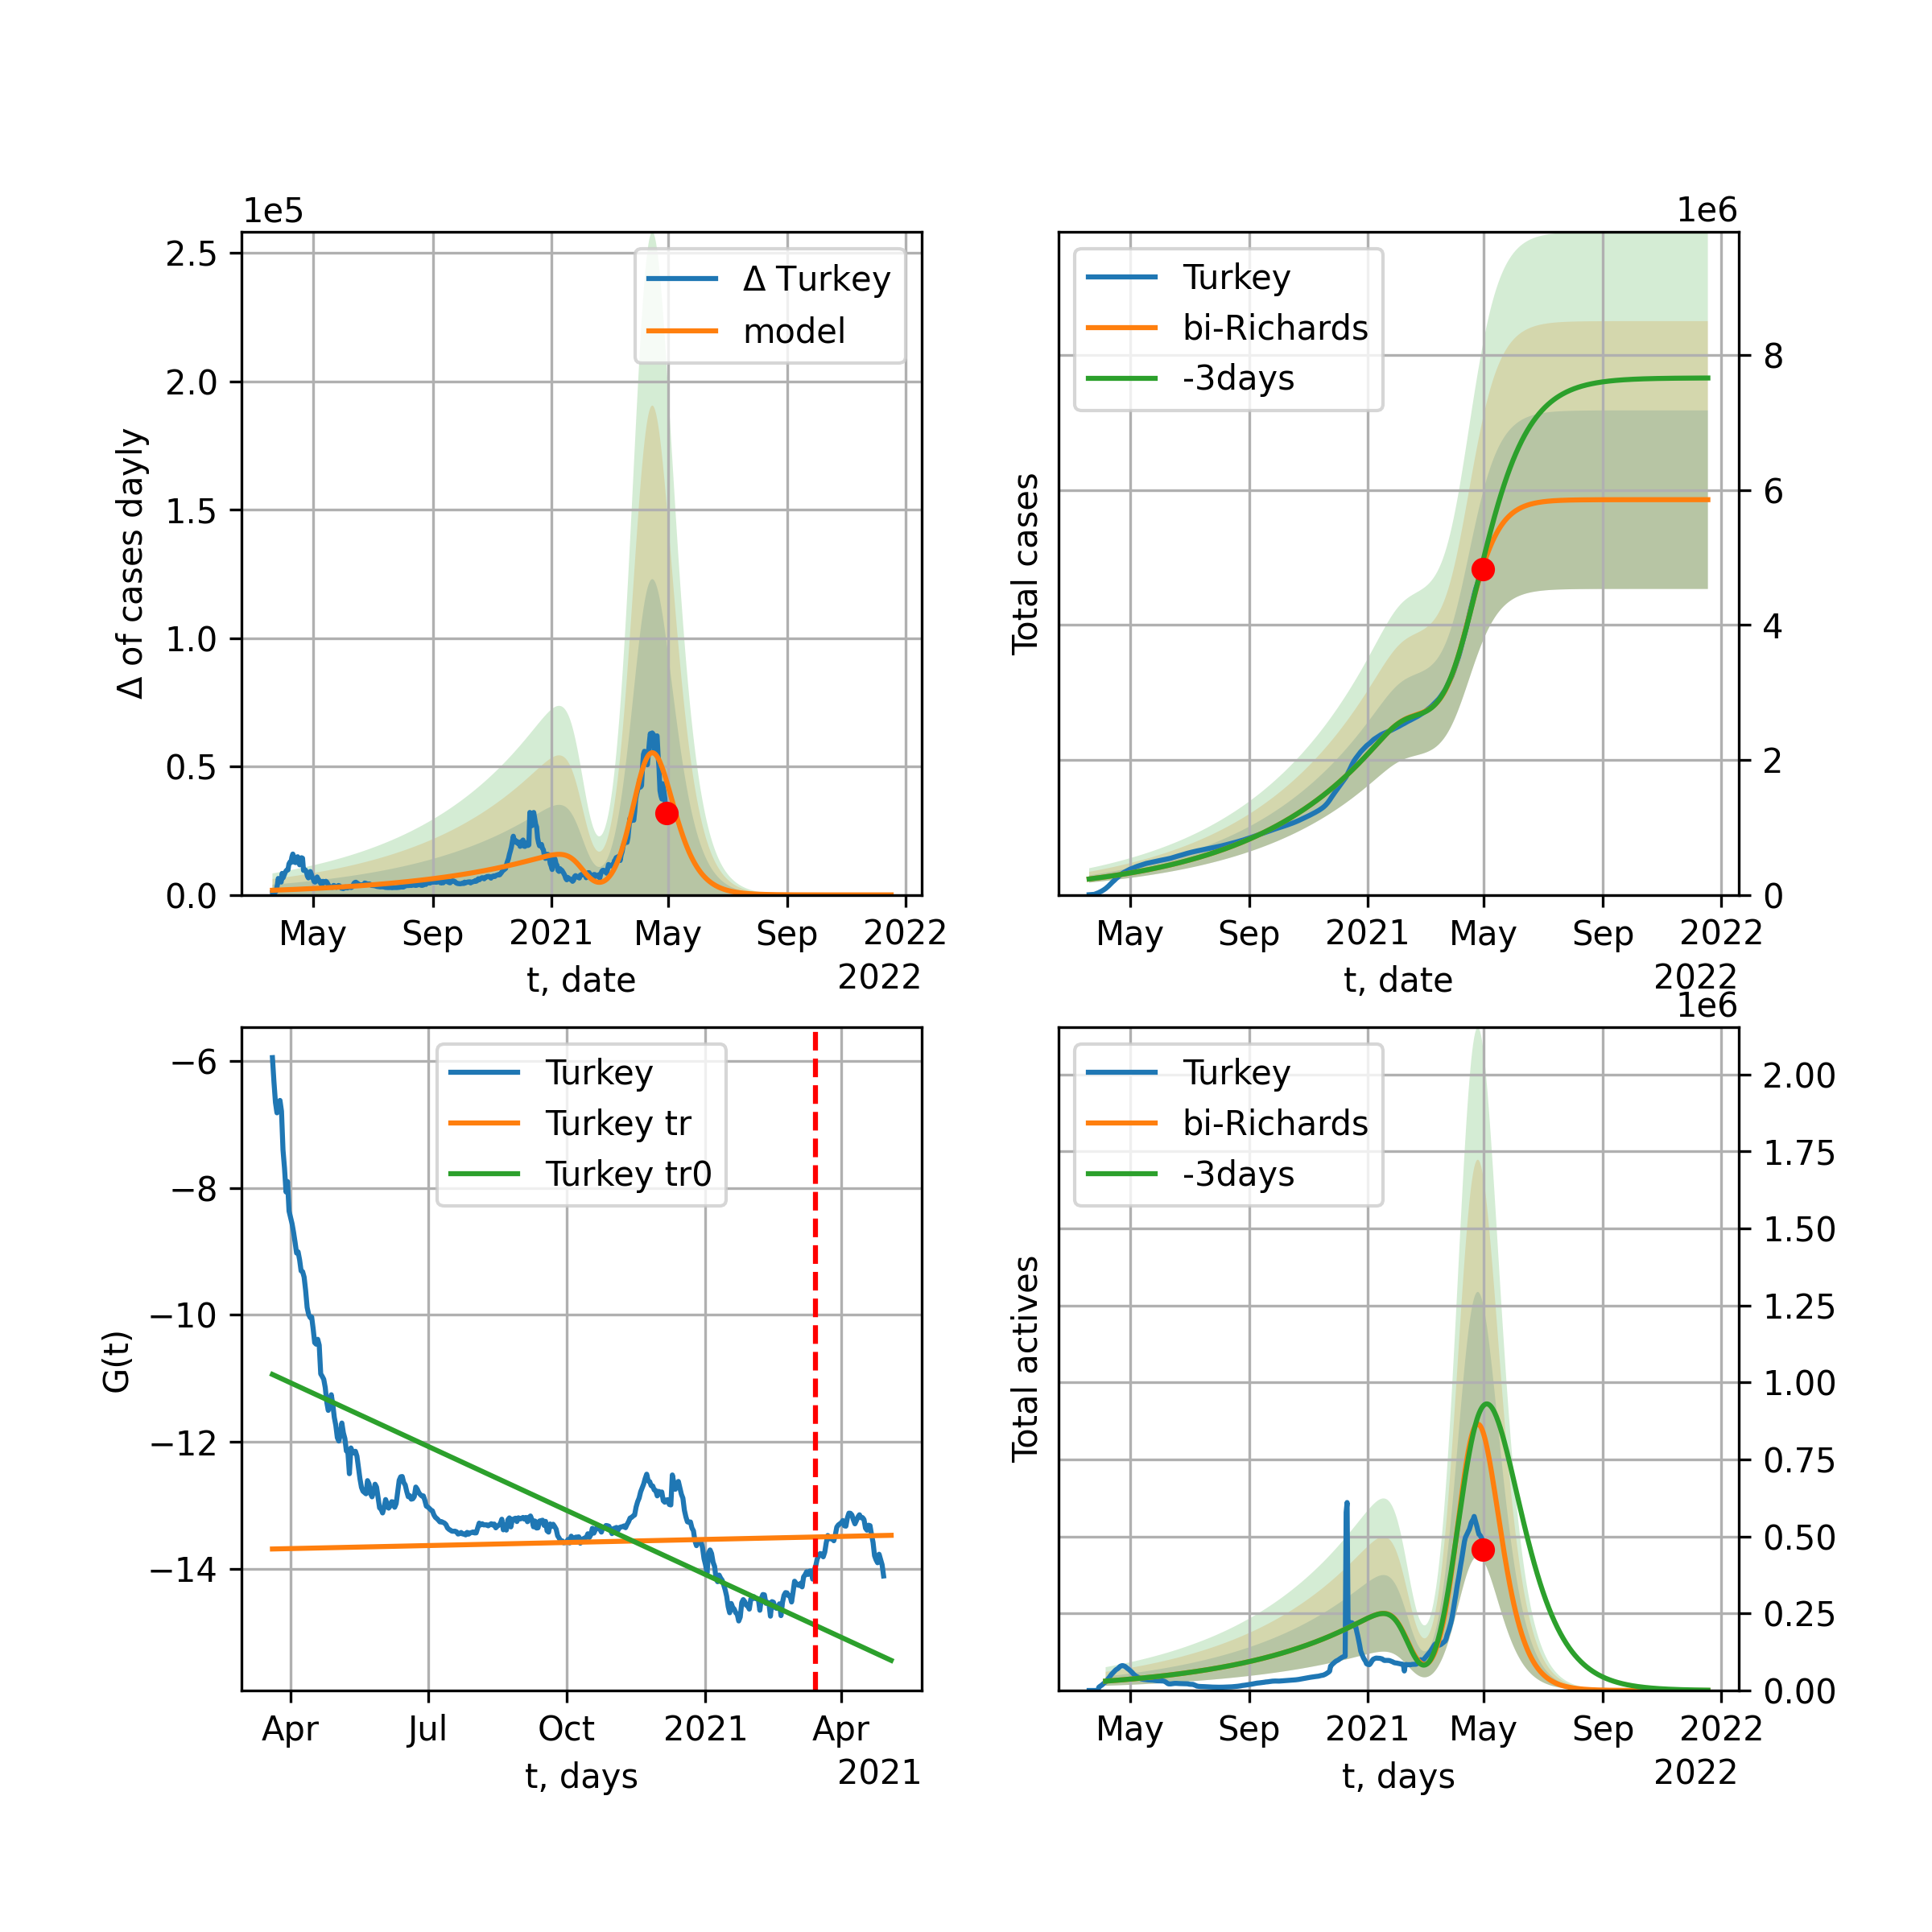 1e5
2.5
2.0
1.5
1.0
0.5
0.0
Δ of cases dayly
Δ Turkey
model
May Sep 2021 May Sep 2022
t, date
2022
1e6
Total cases
Turkey
bi-Richards
-3days
8
6
4
2
0
May Sep 2021 May Sep 2022
t, date
2022
−6
−8
−10
−12
−14
G(t)
Turkey
Turkey tr
Turkey tr0
Apr Jul Oct 2021 Apr
t, days
2021
1e6
Total actives
Turkey
bi-Richards
-3days
2.00
1.75
1.50
1.25
1.00
0.75
0.50
0.25
0.00
May Sep 2021 May Sep 2022
t, days
2022